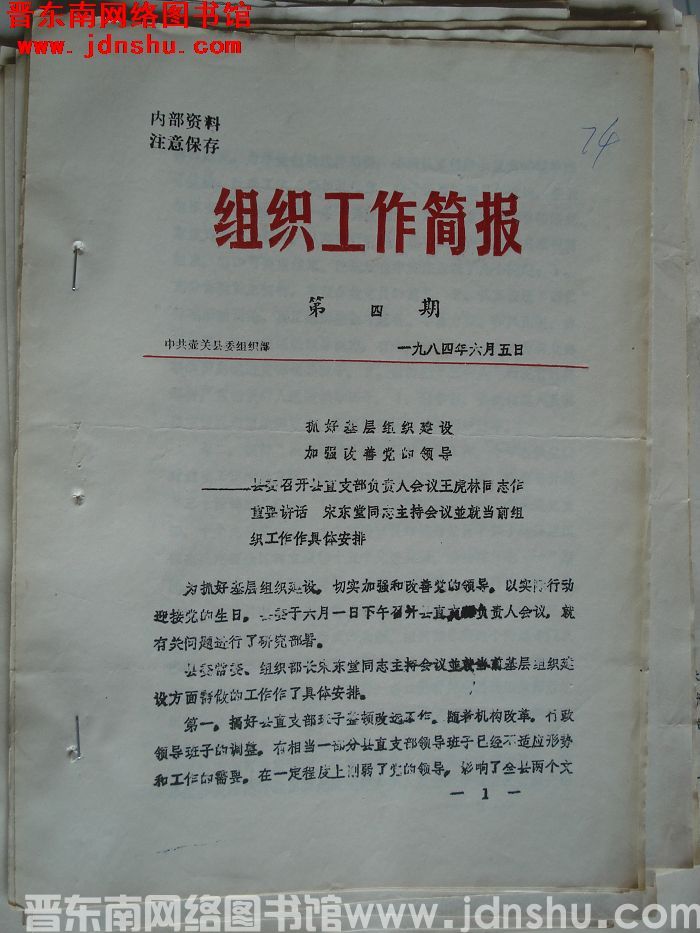 晋东南网络图书馆
www.jdnshu.com
内部资料
注意保存
74
组织工作简报
第 四 期
中共壶关县委组织部 一九八四年六月五日
抓好基层组织建设
加强改善党的领导
——县委召开县直支部负责人会议王虎林同志作
重要讲话 宋东堂同志主持会议並就当前组
织工作作具体安排
为抓好基层组织建设。切实加强和改善党的领导。以实际行动
迎接党的生日。县委于六月一日下午召开县直负责人会议。就
有关问题进行了研究部署。
县委常委、组织部长宋东堂同志主持会议並就当前基层组织建
设方面需做的工作作了具体安排。
第一。搞好县直支部班子整顿改选工作。随着机构改革。行政
领导班子的调整。有相当一部分县直支部领导班子已经不适应形势
和工作的需要。在一定程度上削弱了党的领导。影响了全县两个文
— 1 —
晋东南网络图书馆www.jdnshu.com